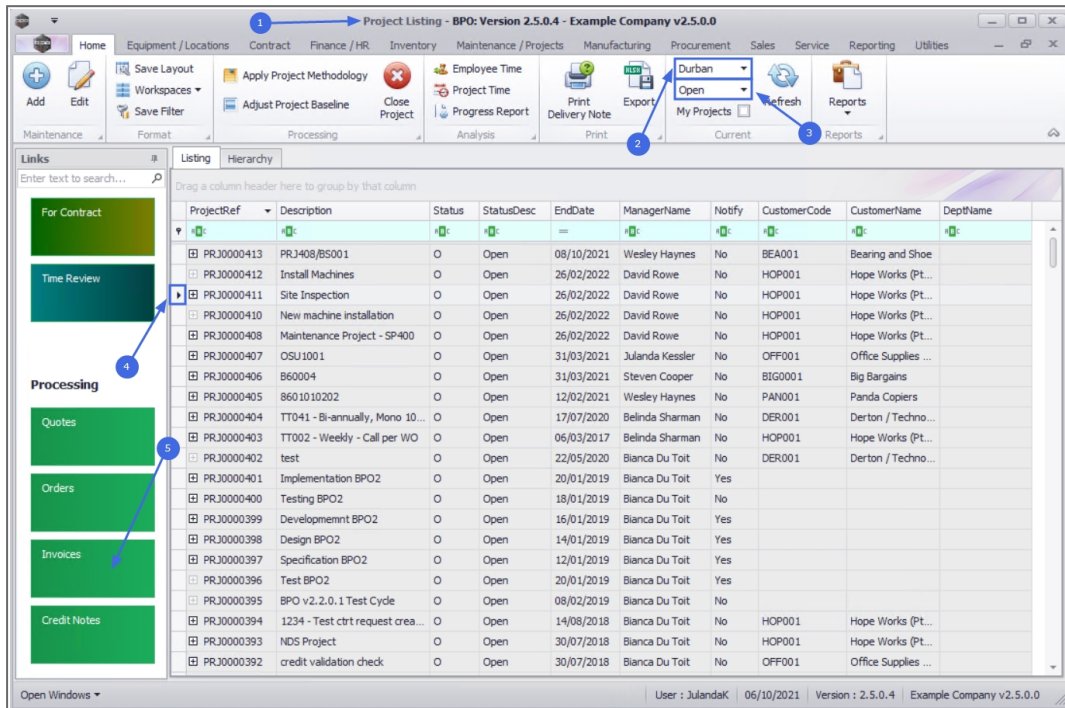 1
Project Listing - BPO: Version 2.5.0.4 - Example Company v2.5.0.0
Home Equipment / Locations Contract Finance / HR Inventory Maintenance / Projects Manufacturing Procurement Sales Service Reporting Utilities
Add
Edit
Maintenance
Save Layout
Workspaces
Save Filter
Format
Apply Project Methodology
Adjust Project Baseline
Close Project
Processing
Employee Time
Project Time
Progress Report
Analysis
Print Delivery Note
Export
Print
2
Durban
Open
My Projects
Refresh
Current
3
Reports
Reports
Links
Enter text to search...
For Contract
Time Review
4
Processing
Quotes
5
Orders
Invoices
Credit Notes
Listing Hierarchy
Drag a column header here to group by that column
ProjectRef Description Status StatusDesc EndDate ManagerName Notify CustomerCode CustomerName DeptName
PRJ0000413 PRJ408/BS001 O Open 08/10/2021 Wesley Haynes No BEA001 Bearing and Shoe
PRJ0000412 Install Machines O Open 26/02/2022 David Rowe No HOP001 Hope Works (Pt...
PRJ0000411 Site Inspection O Open 26/02/2022 David Rowe No HOP001 Hope Works (Pt...
PRJ0000410 New machine installation O Open 26/02/2022 David Rowe No HOP001 Hope Works (Pt...
PRJ0000408 Maintenance Project - SP400 O Open 26/02/2022 David Rowe No HOP001 Hope Works (Pt...
PRJ0000407 OSU1001 O Open 31/03/2021 Julanda Kessler No OFF001 Office Supplies ...
PRJ0000406 B60004 O Open 31/03/2021 Steven Cooper No BIG0001 Big Bargains
PRJ0000405 8601010202 O Open 12/02/2021 Wesley Haynes No PAN001 Panda Copiers
PRJ0000404 TT041 - Bi-annually, Mono 10... O Open 17/07/2020 Belinda Sharman No DER001 Derton / Techno...
PRJ0000403 TT002 - Weekly - Call per WO O Open 06/03/2017 Belinda Sharman No HOP001 Hope Works (Pt...
PRJ0000402 test O Open 22/05/2020 Bianca Du Toit No DER001 Derton / Techno...
PRJ0000401 Implementation BPO2 O Open 20/01/2019 Bianca Du Toit Yes
PRJ0000400 Testing BPO2 O Open 18/01/2019 Bianca Du Toit No
PRJ0000399 Developmemnt BPO2 O Open 16/01/2019 Bianca Du Toit Yes
PRJ0000398 Design BPO2 O Open 14/01/2019 Bianca Du Toit Yes
PRJ0000397 Specification BPO2 O Open 12/01/2019 Bianca Du Toit Yes
PRJ0000396 Test BPO2 O Open 20/01/2019 Bianca Du Toit Yes
PRJ0000395 BPO v2.2.0.1 Test Cycle O Open 08/02/2019 Bianca Du Toit No
PRJ0000394 1234 - Test ctrt request crea... O Open 14/08/2018 Bianca Du Toit No HOP001 Hope Works (Pt...
PRJ0000393 NDS Project O Open 30/07/2018 Bianca Du Toit No HOP001 Hope Works (Pt...
PRJ0000392 credit validation check O Open 30/07/2018 Bianca Du Toit No OFF001 Office Supplies ...
Open Windows User : JulandaK 06/10/2021 Version : 2.5.0.4 Example Company v2.5.0.0